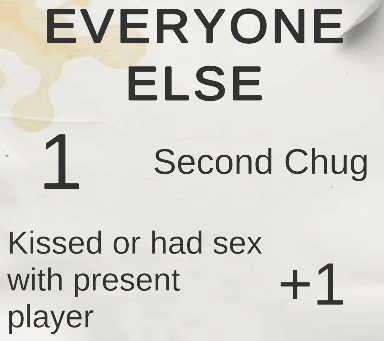 EVERYONE
ELSE
1 Second Chug
Kissed or had sex
with present +1
player